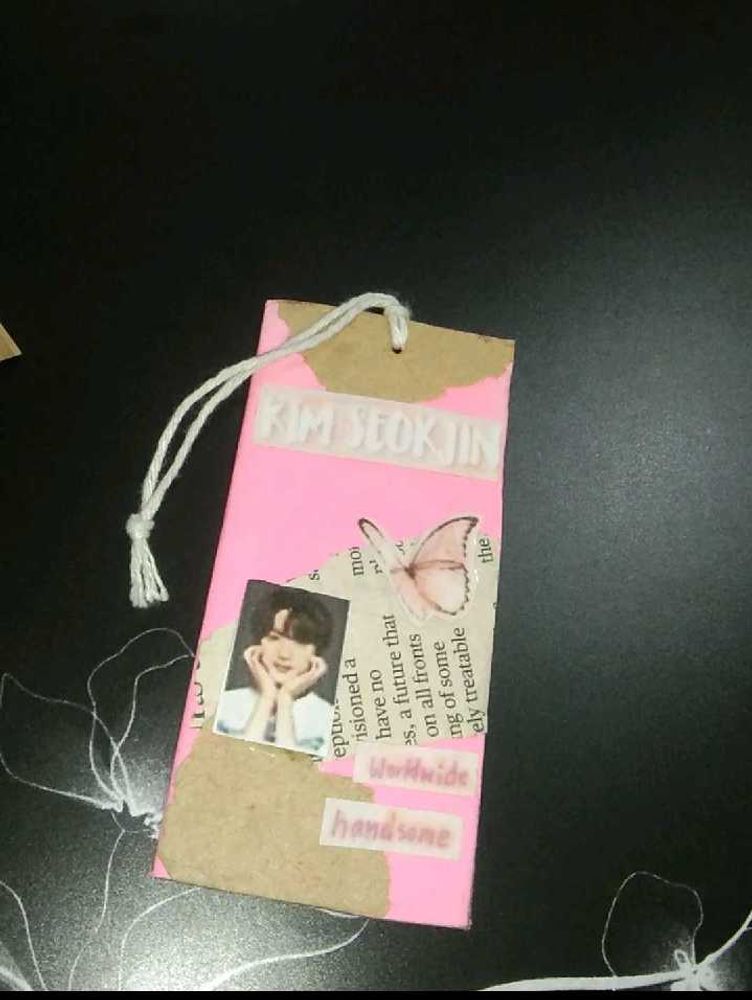 KIM SEOKJIN
the
moi
s.
isioned a
have no
es, a future that
on all fronts
ng of some
ely treatable
Worldwide
handsome